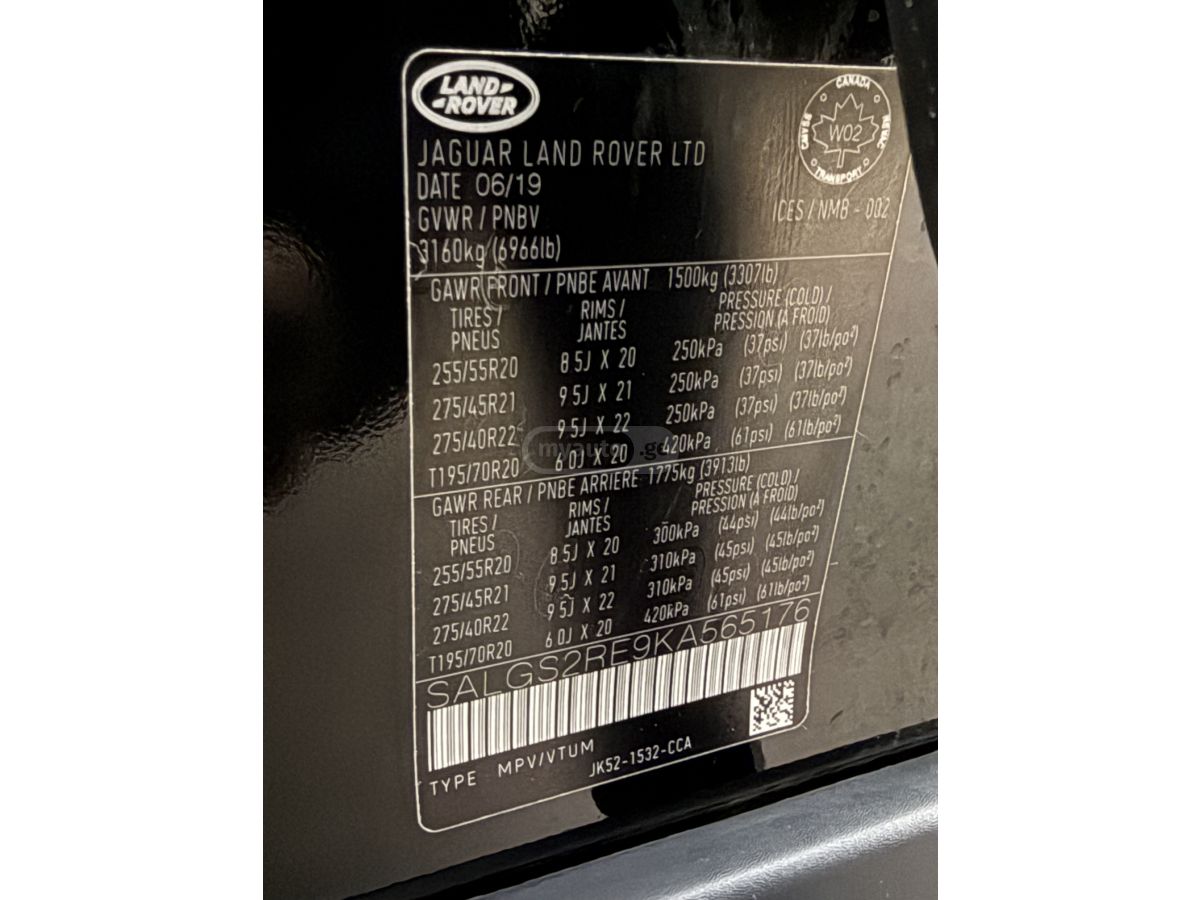 LAND-
-ROVER
CANADA
CMVSS
W02
NSVAC
TRANSPORT
JAGUAR LAND ROVER LTD
DATE 06/19
GVWR / PNBV
ICES / NMB - 002
3160kg (6966lb)
GAWR FRONT / PNBE AVANT 1500kg (3307lb)
TIRES / RIMS / PRESSURE (COLD) /
PNEUS JANTES PRESSION (A FROID)
255/55R20 8.5J X 20 250kPa (37psi) (37lb/po²)
275/45R21 9.5J X 21 250kPa (37psi) (37lb/po²)
275/40R22 9.5J X 22 250kPa (37psi) (37lb/po²)
T195/70R20 6.0J X 20 420kPa (61psi) (61lb/po²)
myauto.ge
GAWR REAR / PNBE ARRIERE 1775kg (3913lb)
TIRES / RIMS / PRESSURE (COLD) /
PNEUS JANTES PRESSION (A FROID)
255/55R20 8.5J X 20 300kPa (44psi) (44lb/po²)
275/45R21 9.5J X 21 310kPa (45psi) (45lb/po²)
275/40R22 9.5J X 22 310kPa (45psi) (45lb/po²)
T195/70R20 6.0J X 20 420kPa (61psi) (61lb/po²)
SALGS2RE9KA565176
TYPE MPV/VTUM JK52-1532-CCA